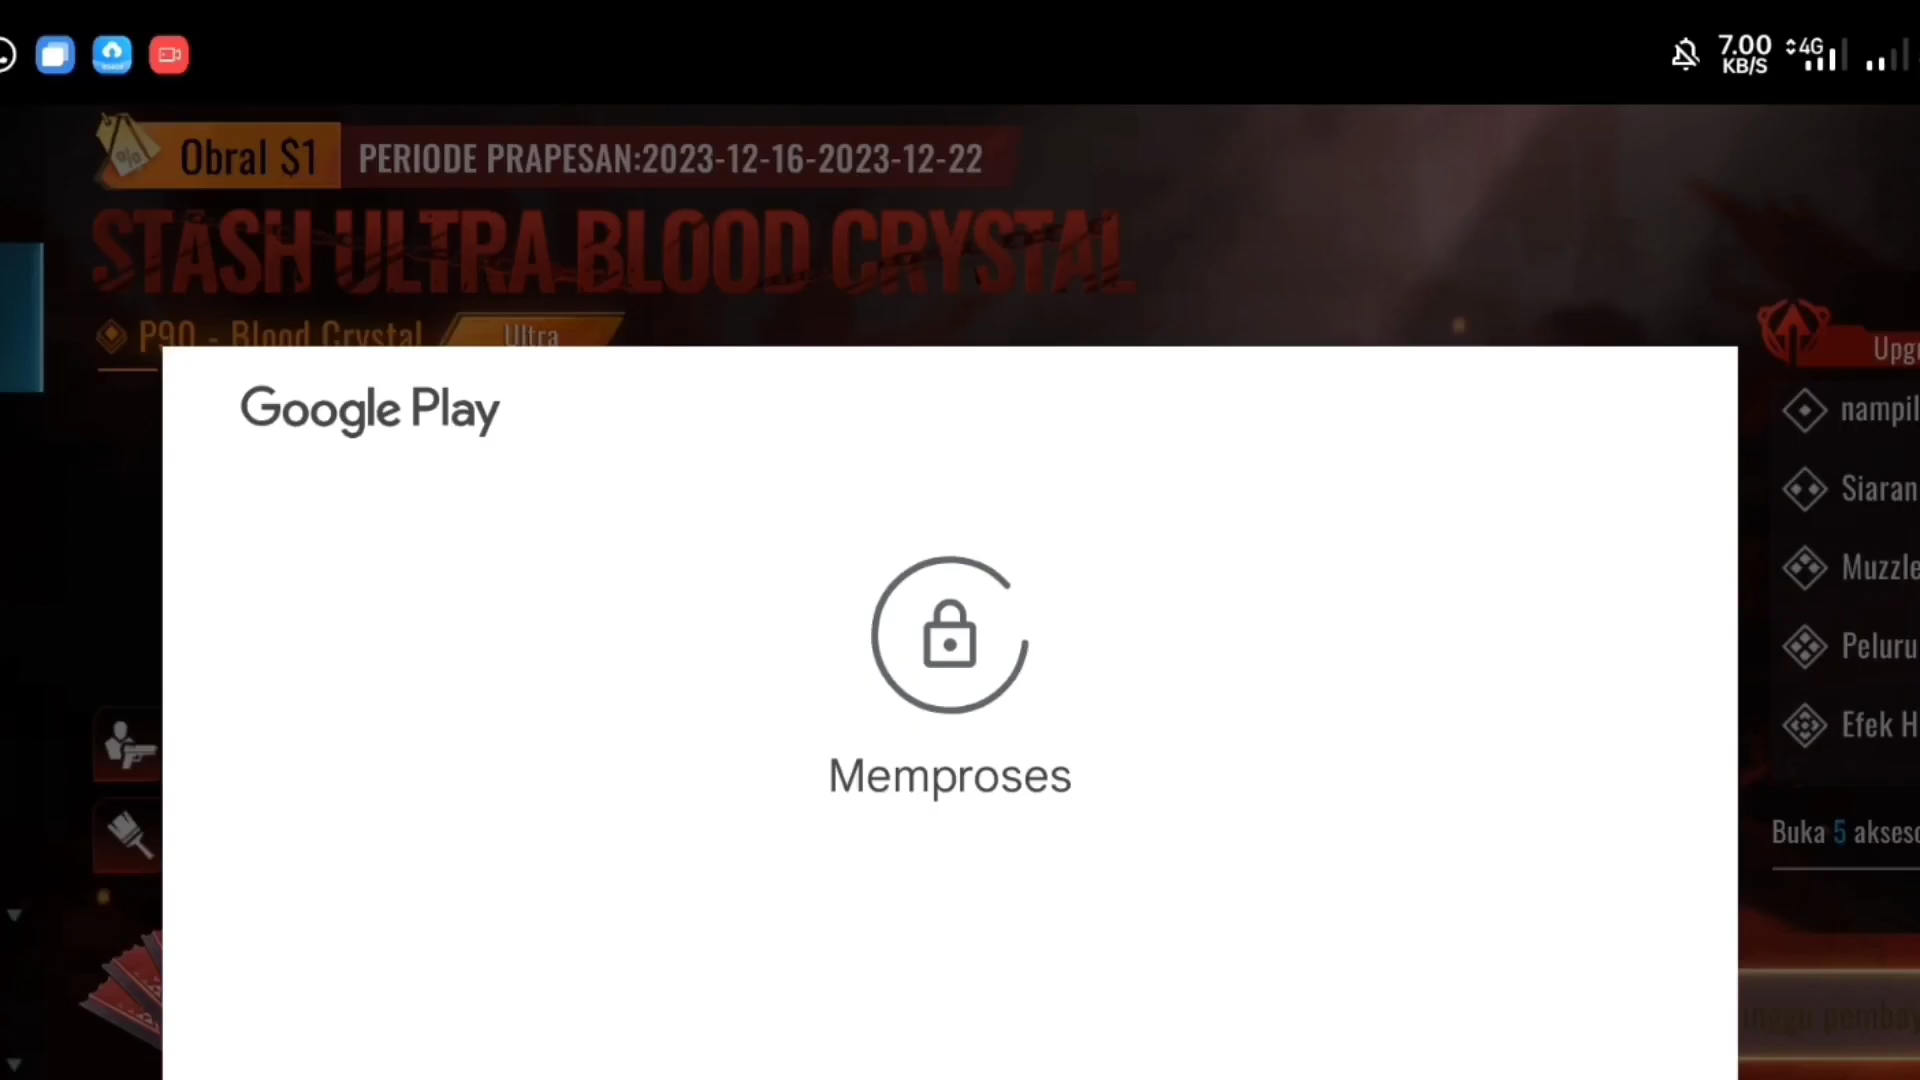 7.00
KB/S
4G
Obral $1
PERIODE PRAPESAN:2023-12-16-2023-12-22
STASH ULTRA BLOOD CRYSTAL
P90 - Blood Crystal
Ultra
Google Play
Memproses
nampil
Siaran
Muzzle
Peluru
Efek H
Buka 5 akseso